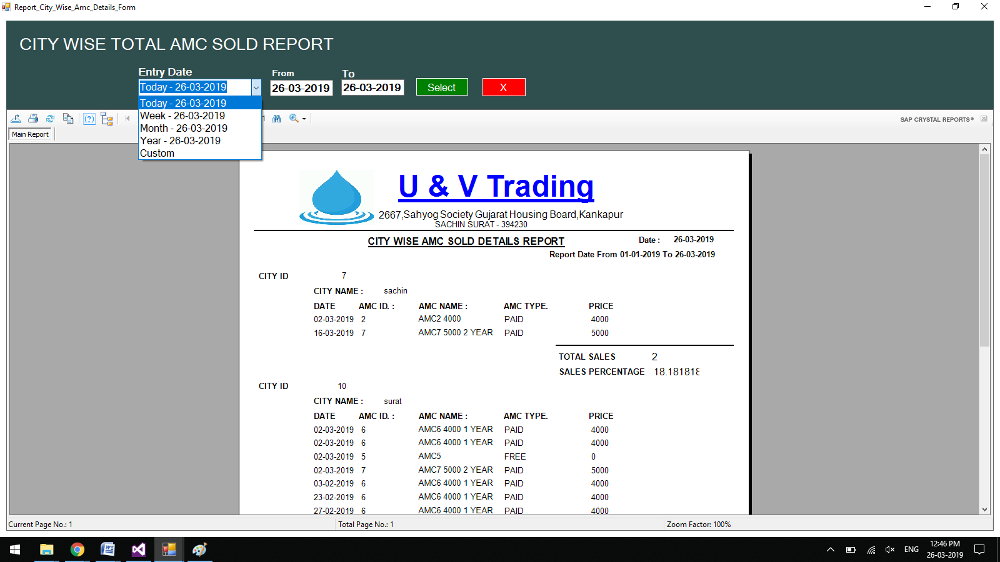 Report_City_Wise_Amc_Details_Form
CITY WISE TOTAL AMC SOLD REPORT
Entry Date From To
Today - 26-03-2019 26-03-2019 26-03-2019 Select X
Today - 26-03-2019
Week - 26-03-2019
Month - 26-03-2019
Year - 26-03-2019
Custom
1
SAP CRYSTAL REPORTS®
Main Report
U & V Trading
2667,Sahyog Society Gujarat Housing Board,Kankapur
SACHIN SURAT - 394230
CITY WISE AMC SOLD DETAILS REPORT Date : 26-03-2019
Report Date From 01-01-2019 To 26-03-2019
CITY ID 7
CITY NAME : sachin
DATE AMC ID. : AMC NAME : AMC TYPE. PRICE
02-03-2019 2 AMC2 4000 PAID 4000
16-03-2019 7 AMC7 5000 2 YEAR PAID 5000
TOTAL SALES 2
SALES PERCENTAGE 18.181818
CITY ID 10
CITY NAME : surat
DATE AMC ID. : AMC NAME : AMC TYPE. PRICE
02-03-2019 6 AMC6 4000 1 YEAR PAID 4000
02-03-2019 6 AMC6 4000 1 YEAR PAID 4000
02-03-2019 5 AMC5 FREE 0
02-03-2019 7 AMC7 5000 2 YEAR PAID 5000
03-02-2019 6 AMC6 4000 1 YEAR PAID 4000
23-02-2019 6 AMC6 4000 1 YEAR PAID 4000
27-02-2019 6 AMC6 4000 1 YEAR PAID 4000
Current Page No.: 1 Total Page No.: 1 Zoom Factor: 100%
ENG 12:46 PM
26-03-2019